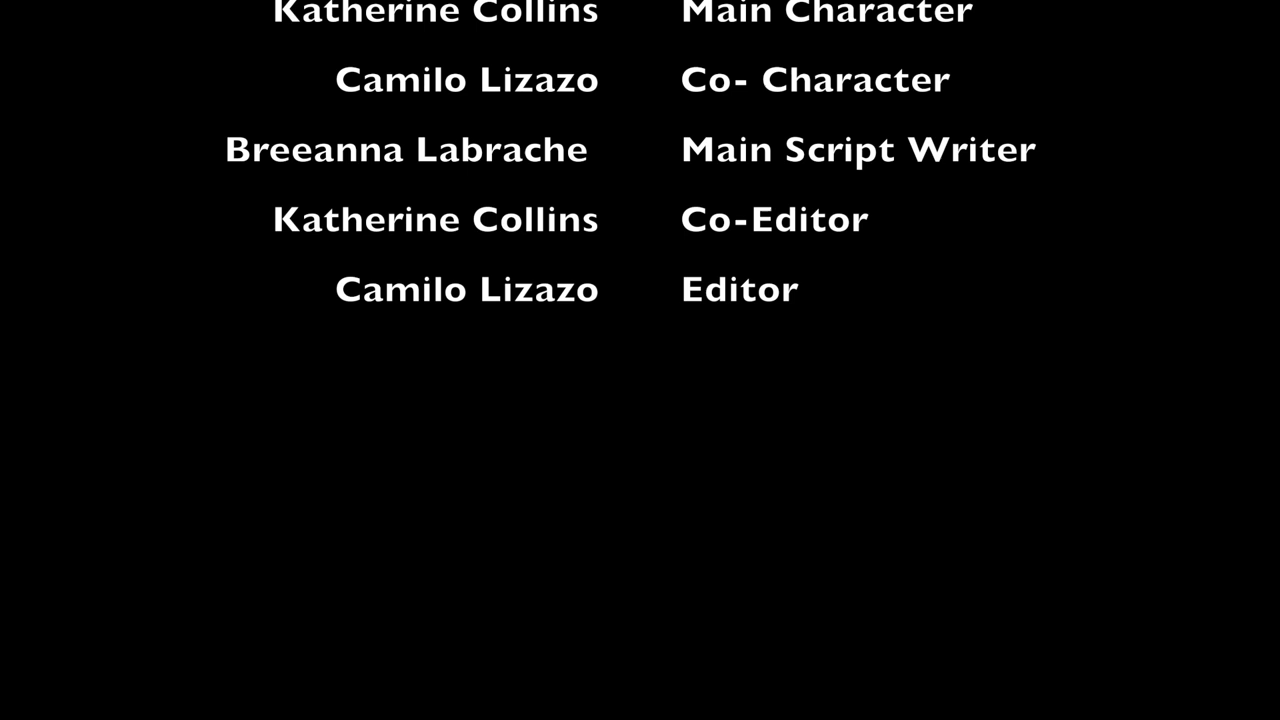 Katherine Collins Main Character
Camilo Lizazo Co- Character
Breeanna Labrache Main Script Writer
Katherine Collins Co-Editor
Camilo Lizazo Editor